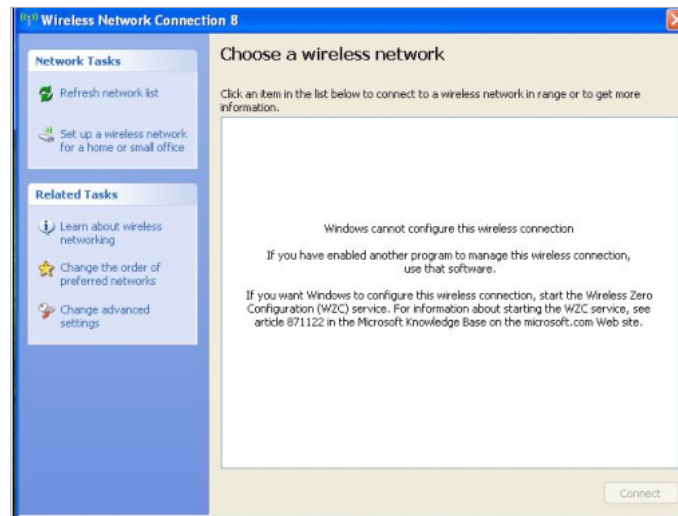 Wireless Network Connection 8
Network Tasks
Refresh network list
Set up a wireless network
for a home or small office
Related Tasks
Learn about wireless
networking
Change the order of
preferred networks
Change advanced
settings
Choose a wireless network
Click an item in the list below to connect to a wireless network in range or to get more
information.
Windows cannot configure this wireless connection
If you have enabled another program to manage this wireless connection,
use that software.
If you want Windows to configure this wireless connection, start the Wireless Zero
Configuration (WZC) service. For information about starting the WZC service, see
article 871122 in the Microsoft Knowledge Base on the microsoft.com Web site.
Connect